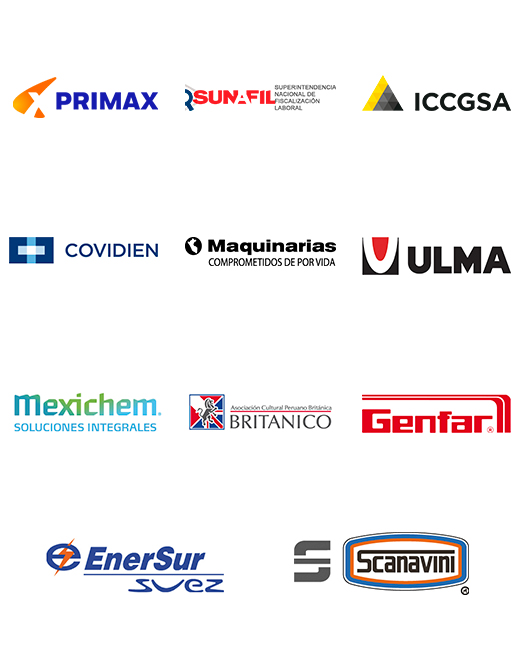 PRIMAX
SUNAFIL
SUPERINTENDENCIA
NACIONAL DE
FISCALIZACIÓN
LABORAL
ICCGSA
COVIDIEN
Maquinarias
COMPROMETIDOS DE POR VIDA
ULMA
Mexichem®
SOLUCIONES INTEGRALES
Asociación Cultural Peruano Británica
BRITANICO
Genfar®
EnerSur
SUEZ
SCANAVINI®